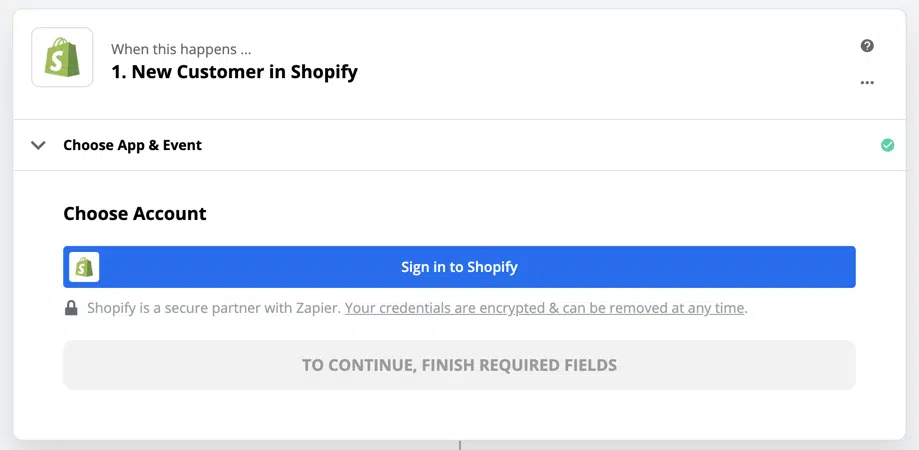 When this happens ...
1. New Customer in Shopify
Choose App & Event
Choose Account
Sign in to Shopify
Shopify is a secure partner with Zapier. Your credentials are encrypted & can be removed at any time.
TO CONTINUE, FINISH REQUIRED FIELDS